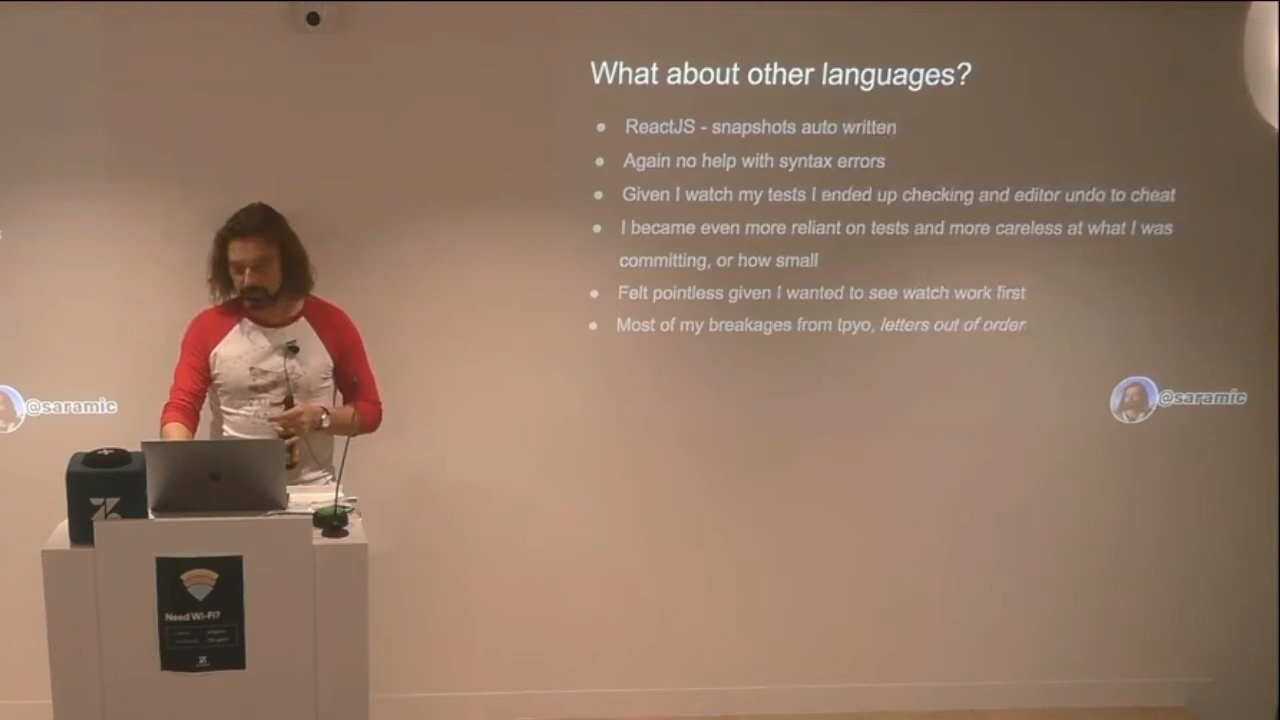 What about other languages?
ReactJS - snapshots auto written
Again no help with syntax errors
Given I watch my tests I ended up checking and editor undo to cheat
I became even more reliant on tests and more careless at what I was
committing, or how small
Felt pointless given I wanted to see watch work first
Most of my breakages from tpyo, letters out of order
@saramic
@saramic
Need Wi-Fi?